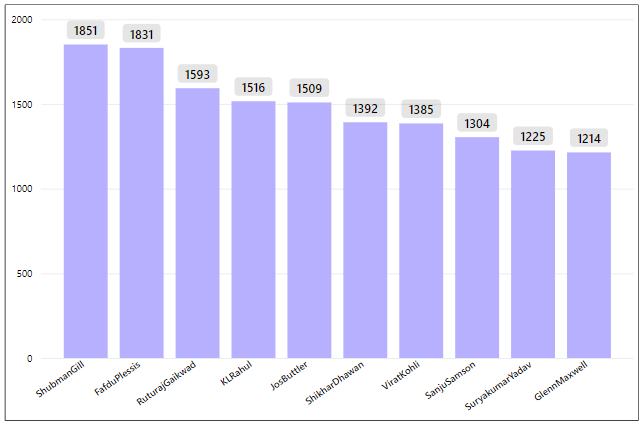 2000
1500
1000
500
0
1851
1831
1593
1516
1509
1392
1385
1304
1225
1214
ShubmanGill
FafduPlessis
RuturajGaikwad
KLRahul
JosButtler
ShikharDhawan
ViratKohli
SanjuSamson
SuryakumarYadav
GlennMaxwell